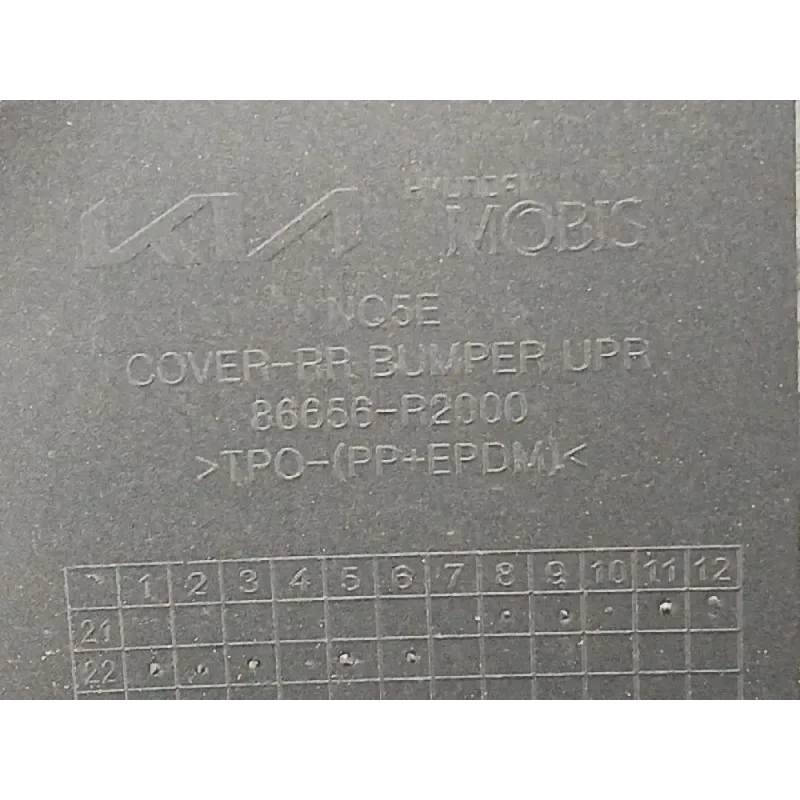 KIA HYUNDAI MOBIS
NQ5E
COVER-RR BUMPER UPR
86656-R2000
>TPO-(PP+EPDM)<
1 2 3 4 5 6 7 8 9 10 11 12
21
22